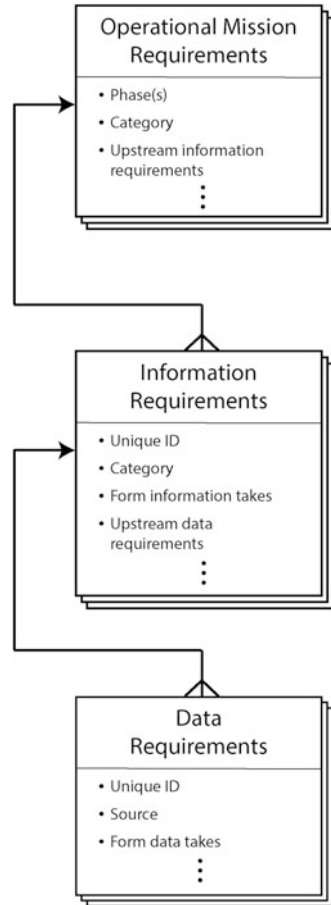 Operational Mission
Requirements
• Phase(s)
• Category
• Upstream information
requirements
Information
Requirements
• Unique ID
• Category
• Form information takes
• Upstream data
requirements
Data
Requirements
• Unique ID
• Source
• Form data takes